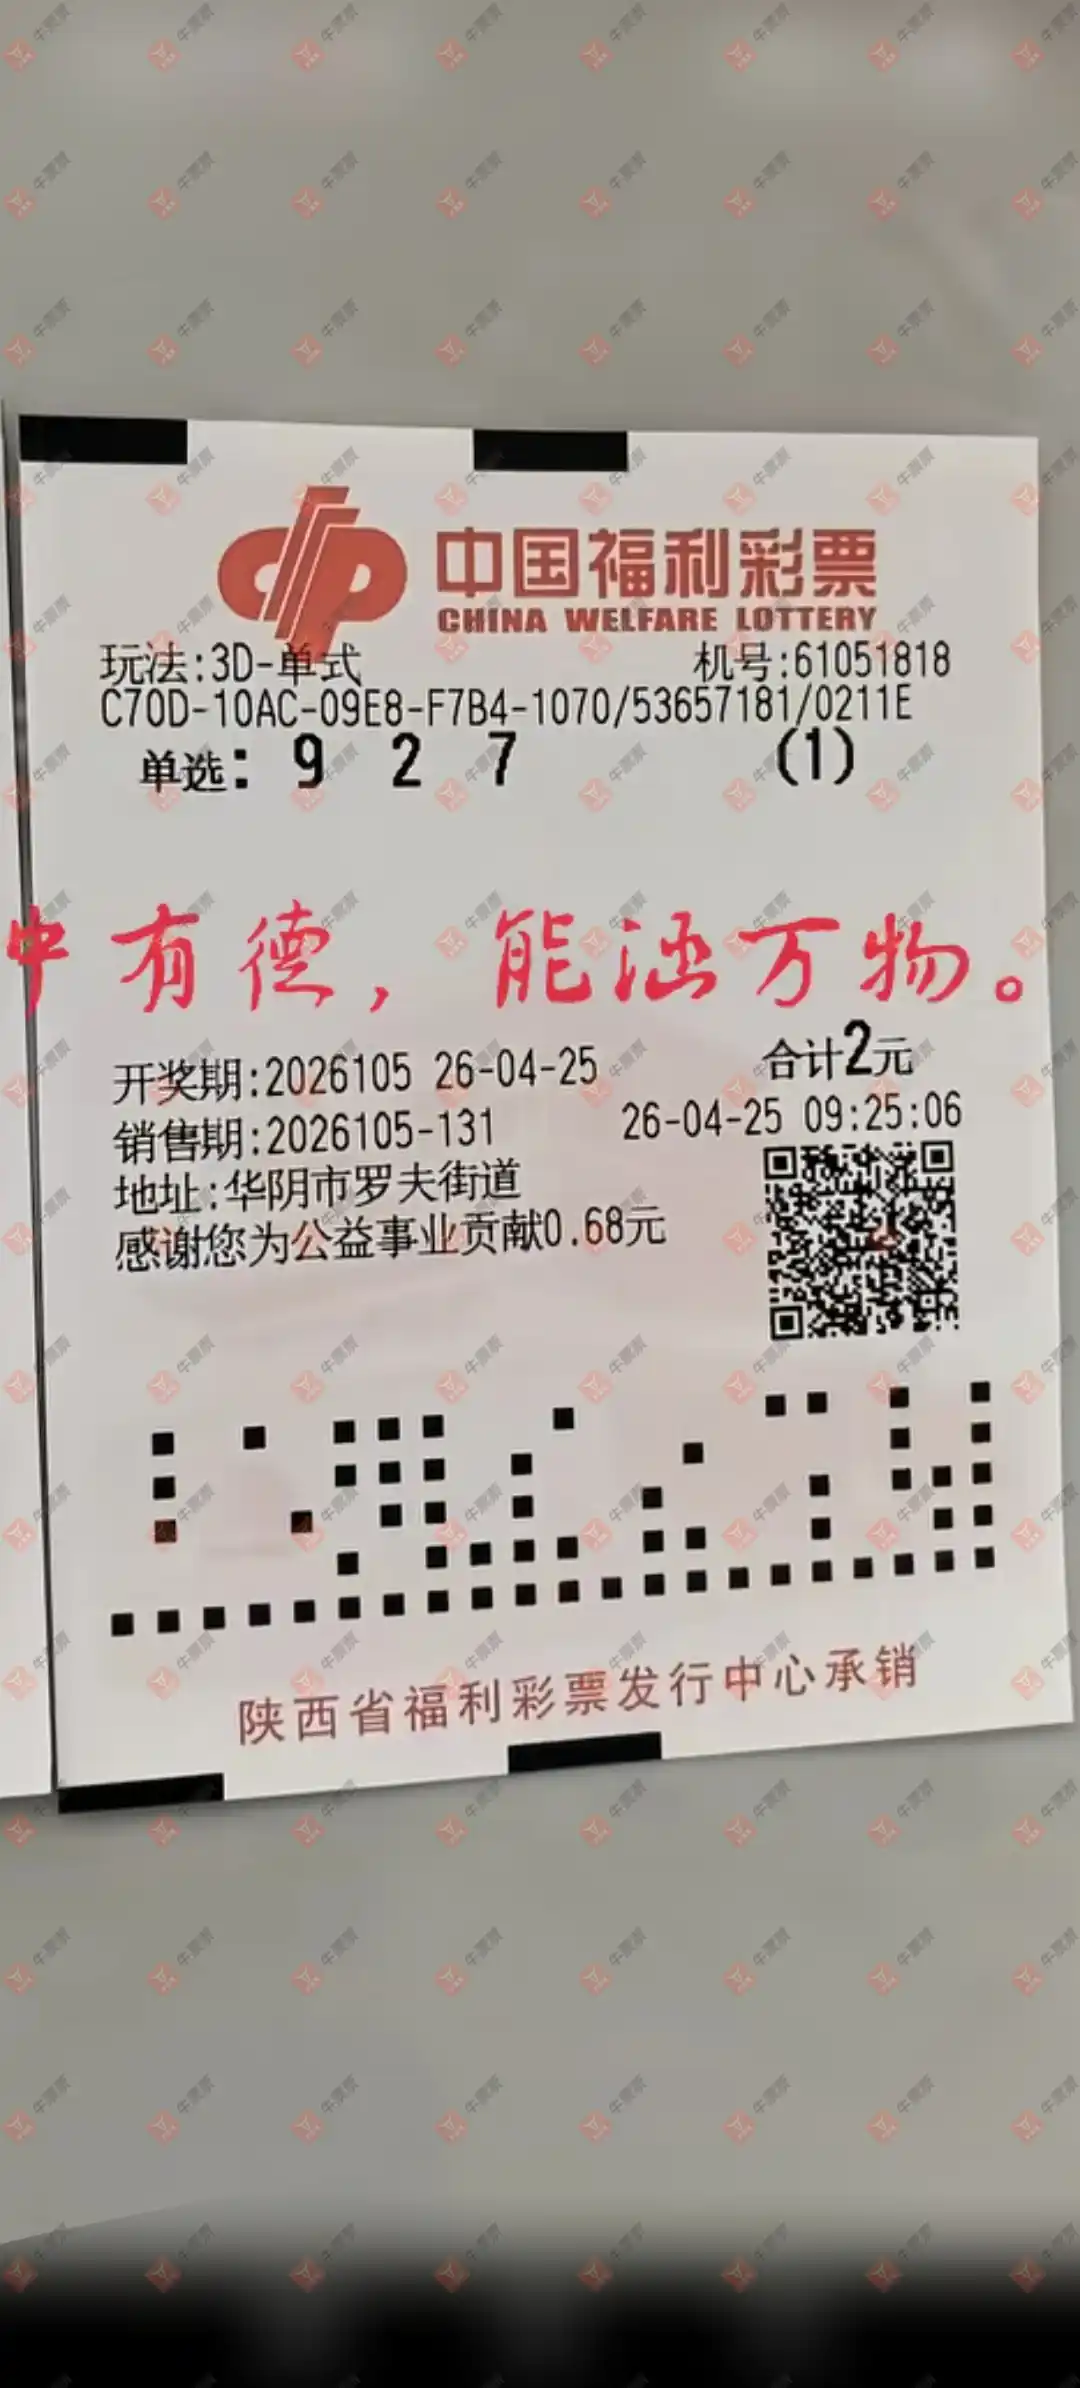 中国福利彩票
CHINA WELFARE LOTTERY
玩法:3D-单式 机号:61051818
C70D-10AC-09E8-F7B4-1070/53657181/0211E
单选: 9 2 7 (1)
中有德，能涵万物。
开奖期:2026105 26-04-25 合计2元
销售期:2026105-131 26-04-25 09:25:06
地址:华阴市罗夫街道
感谢您为公益事业贡献0.68元
陕西省福利彩票发行中心承销